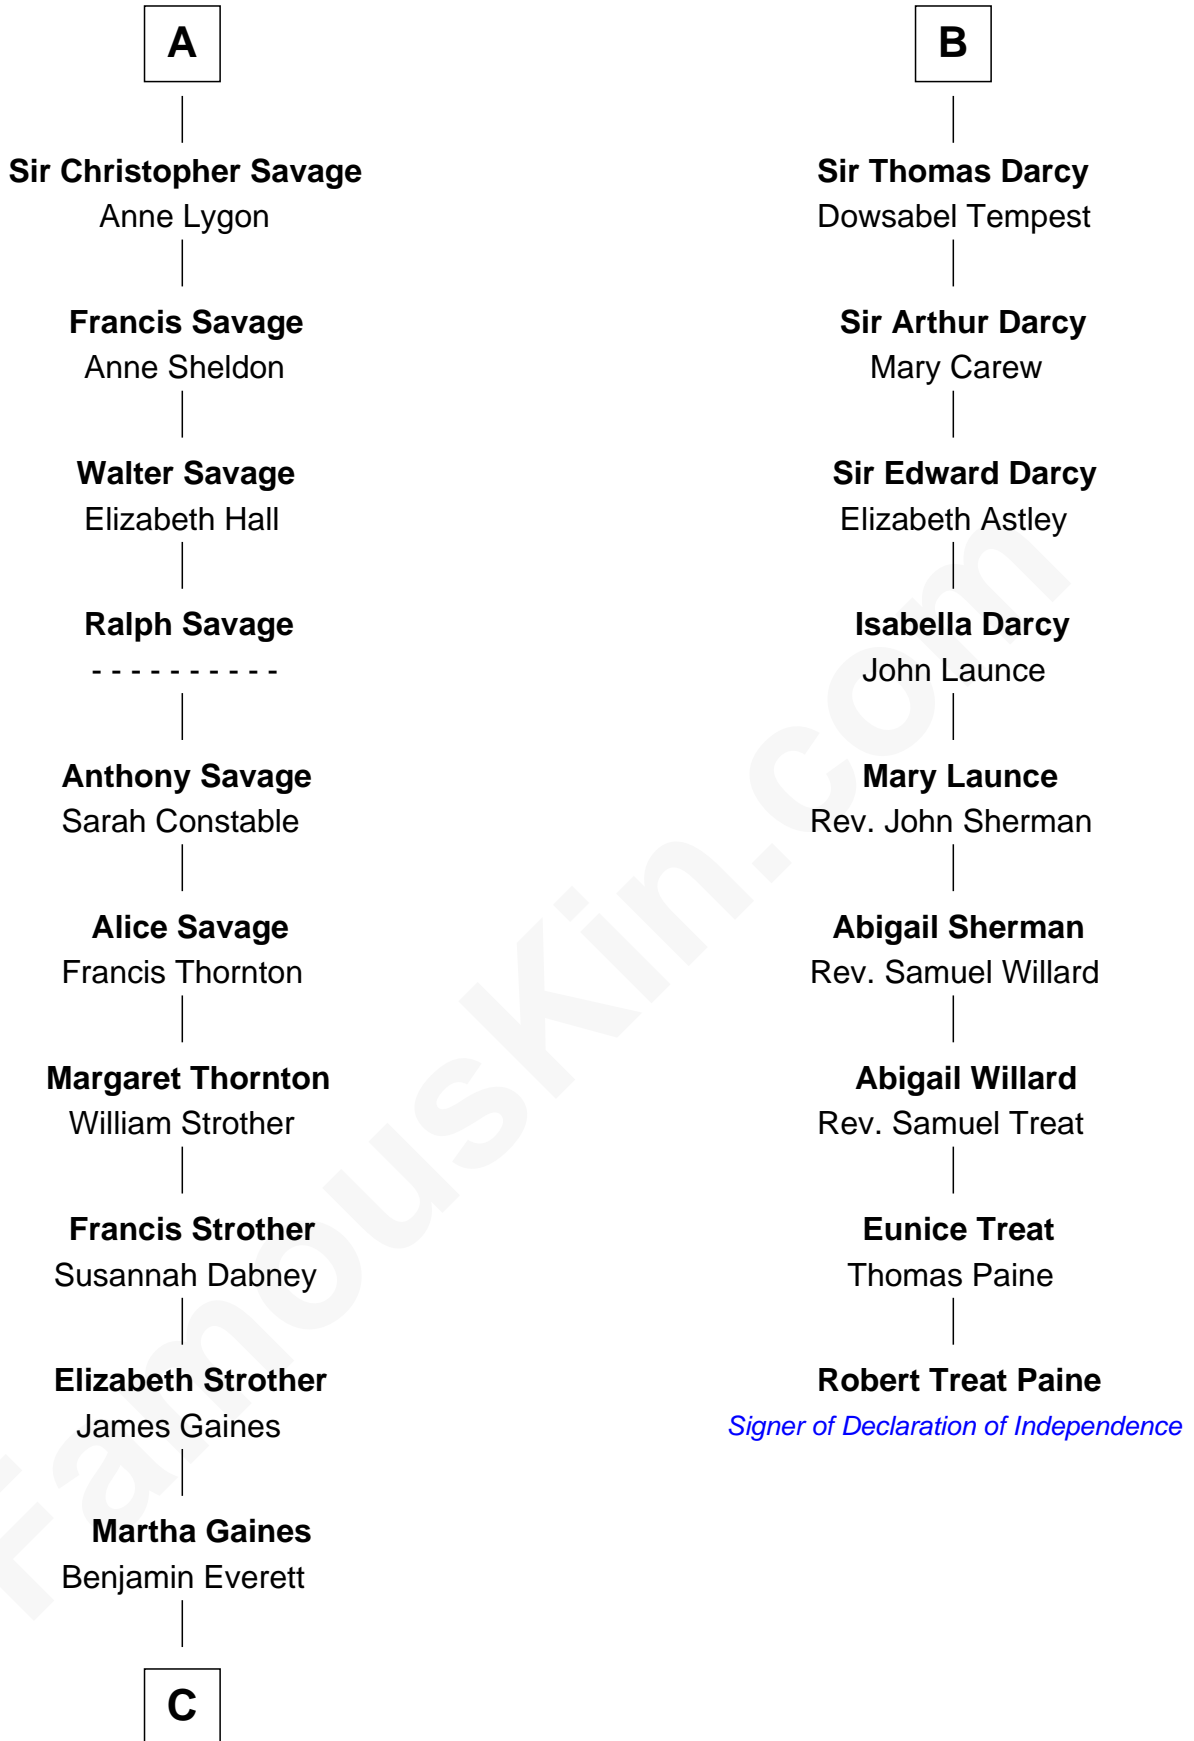 A
Sir Christopher Savage
Anne Lygon
Francis Savage
Anne Sheldon
Walter Savage
Elizabeth Hall
Ralph Savage
- - - - - - - - - -
Anthony Savage
Sarah Constable
Alice Savage
Francis Thornton
Margaret Thornton
William Strother
Francis Strother
Susannah Dabney
Elizabeth Strother
James Gaines
Martha Gaines
Benjamin Everett
C
B
Sir Thomas Darcy
Dowsabel Tempest
Sir Arthur Darcy
Mary Carew
Sir Edward Darcy
Elizabeth Astley
Isabella Darcy
John Launce
Mary Launce
Rev. John Sherman
Abigail Sherman
Rev. Samuel Willard
Abigail Willard
Rev. Samuel Treat
Eunice Treat
Thomas Paine
Robert Treat Paine
Signer of Declaration of Independence
FamousKin.com